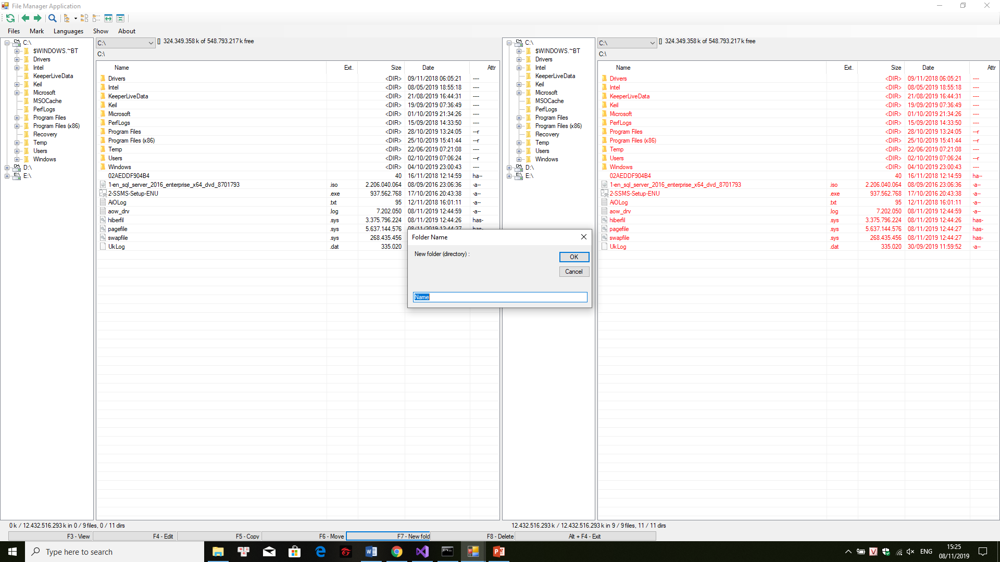 File Manager Application
Files Mark Languages Show About
C:\
$WINDOWS.~BT
Drivers
Intel
KeeperLiveData
Keil
Microsoft
MSOCache
PerfLogs
Program Files
Program Files (x86)
Recovery
Temp
Users
Windows
D:\
E:\
C:\ [] 324.349.358 k of 548.793.217 k free
C:\
Name Ext. Size Date Attr
Drivers <DIR> 09/11/2018 06:05:21 ----
Intel <DIR> 08/05/2019 18:55:18 ----
KeeperLiveData <DIR> 21/08/2019 16:44:31 ----
Keil <DIR> 19/09/2019 07:36:49 ----
Microsoft <DIR> 01/10/2019 21:34:26 ----
PerfLogs <DIR> 15/09/2018 14:33:50 ----
Program Files <DIR> 28/10/2019 13:24:05 ---r
Program Files (x86) <DIR> 25/10/2019 15:41:44 ---r
Temp <DIR> 22/06/2019 07:21:08 ----
Users <DIR> 02/10/2019 07:06:24 ---r
Windows <DIR> 04/10/2019 23:00:43 ----
02AEDDF904B4 40 16/11/2018 12:14:59 ha--
1-en_sql_server_2016_enterprise_x64_dvd_8701793 .iso 2.206.040.064 08/09/2016 23:06:36 -a--
2-SSMS-Setup-ENU .exe 937.562.768 17/10/2016 20:43:38 -a--
AiOLog .txt 95 12/11/2018 16:01:11 -a--
aow_drv .log 7.202.050 08/11/2019 12:44:59 -a--
hiberfil .sys 3.375.796.224 08/11/2019 12:44:26 has-
pagefile .sys 5.637.144.576 08/11/2019 12:44:27 has-
swapfile .sys 268.435.456
UkLog .dat 335.020
Folder Name
New folder (directory) :
OK
Cancel
Name
C:\
$WINDOWS.~BT
Drivers
Intel
KeeperLiveData
Keil
Microsoft
MSOCache
PerfLogs
Program Files
Program Files (x86)
Recovery
Temp
Users
Windows
D:\
E:\
C:\ [] 324.349.358 k of 548.793.217 k free
C:\
Name Ext. Size Date Attr
Drivers <DIR> 09/11/2018 06:05:21 ----
Intel <DIR> 08/05/2019 18:55:18 ----
KeeperLiveData <DIR> 21/08/2019 16:44:31 ----
Keil <DIR> 19/09/2019 07:36:49 ----
Microsoft <DIR> 01/10/2019 21:34:26 ----
PerfLogs <DIR> 15/09/2018 14:33:50 ----
Program Files <DIR> 28/10/2019 13:24:05 ---r
Program Files (x86) <DIR> 25/10/2019 15:41:44 ---r
Temp <DIR> 22/06/2019 07:21:08 ----
Users <DIR> 02/10/2019 07:06:24 ---r
Windows <DIR> 04/10/2019 23:00:43 ----
02AEDDF904B4 40 16/11/2018 12:14:59 ha--
1-en_sql_server_2016_enterprise_x64_dvd_8701793 .iso 2.206.040.064 08/09/2016 23:06:36 -a--
2-SSMS-Setup-ENU .exe 937.562.768 17/10/2016 20:43:38 -a--
AiOLog .txt 95 12/11/2018 16:01:11 -a--
aow_drv .log 7.202.050 08/11/2019 12:44:59 -a--
hiberfil .sys 3.375.796.224 08/11/2019 12:44:26 has-
pagefile .sys 5.637.144.576 08/11/2019 12:44:27 has-
swapfile .sys 268.435.456 08/11/2019 12:44:27 has-
UkLog .dat 335.020 30/09/2019 11:59:52 -a--
0 k / 12.432.516.293 k in 0 / 9 files, 0 / 11 dirs
12.432.516.293 k / 12.432.516.293 k in 9 / 9 files, 11 / 11 dirs
F3 - View F4 - Edit F5 - Copy F6 - Move F7 - New fold F8 - Delete Alt + F4 - Exit
Type here to search
ENG
15:25
08/11/2019